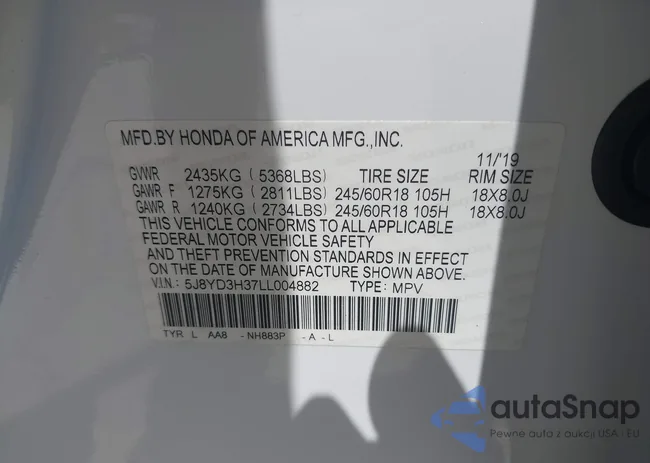 MFD.BY HONDA OF AMERICA MFG.,INC.
11/'19
GVWR 2435KG ( 5368LBS) TIRE SIZE RIM SIZE
GAWR F 1275KG ( 2811LBS) 245/60R18 105H 18X8.0J
GAWR R 1240KG ( 2734LBS) 245/60R18 105H 18X8.0J
THIS VEHICLE CONFORMS TO ALL APPLICABLE
FEDERAL MOTOR VEHICLE SAFETY
AND THEFT PREVENTION STANDARDS IN EFFECT
ON THE DATE OF MANUFACTURE SHOWN ABOVE.
V.I.N.: 5J8YD3H37LL004882 TYPE: MPV
TYR L AA8 -NH883P -A-L
autaSnap
Pewne auta z aukcji USA - EU